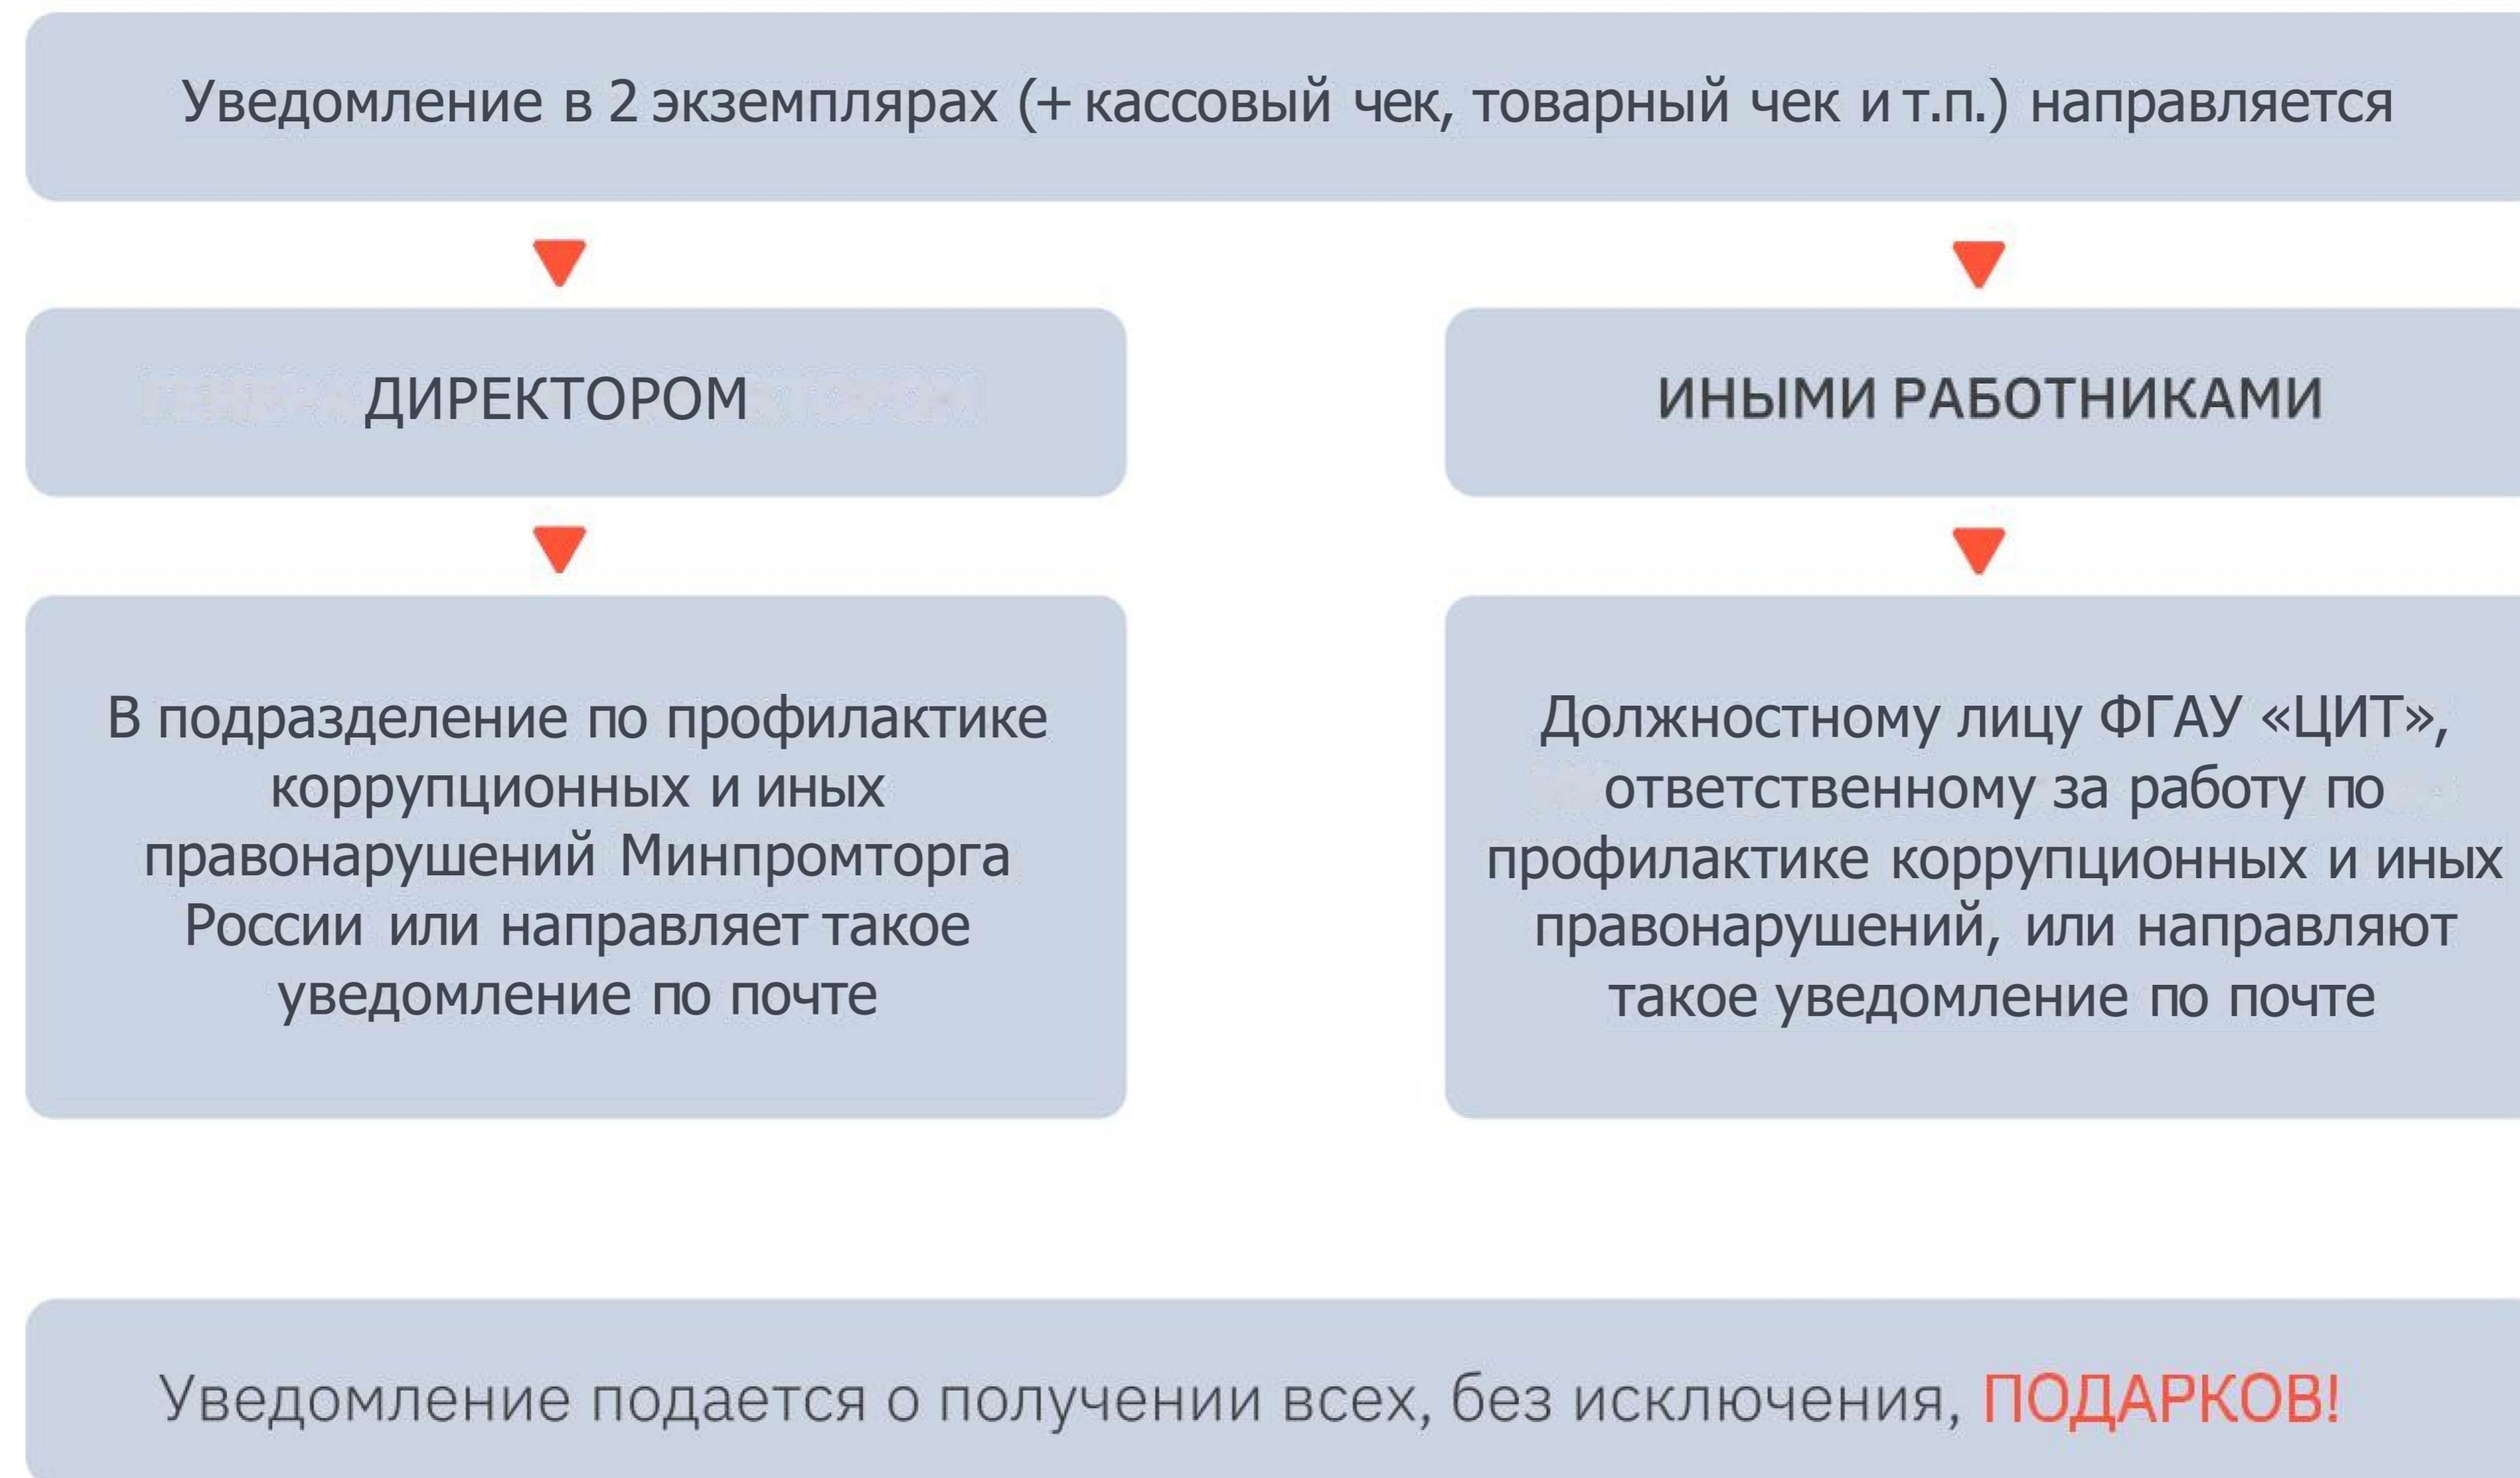 Уведомление в 2 экземплярах (+ кассовый чек, товарный чек и т.п.) направляется
ДИРЕКТОРОМ
ИНЫМИ РАБОТНИКАМИ
В подразделение по профилактике
коррупционных и иных
правонарушений Минпромторга
России или направляет такое
уведомление по почте
Должностному лицу ФГАУ «ЦИТ»,
ответственному за работу по
профилактике коррупционных и иных
правонарушений, или направляют
такое уведомление по почте
Уведомление подается о получении всех, без исключения, ПОДАРКОВ!